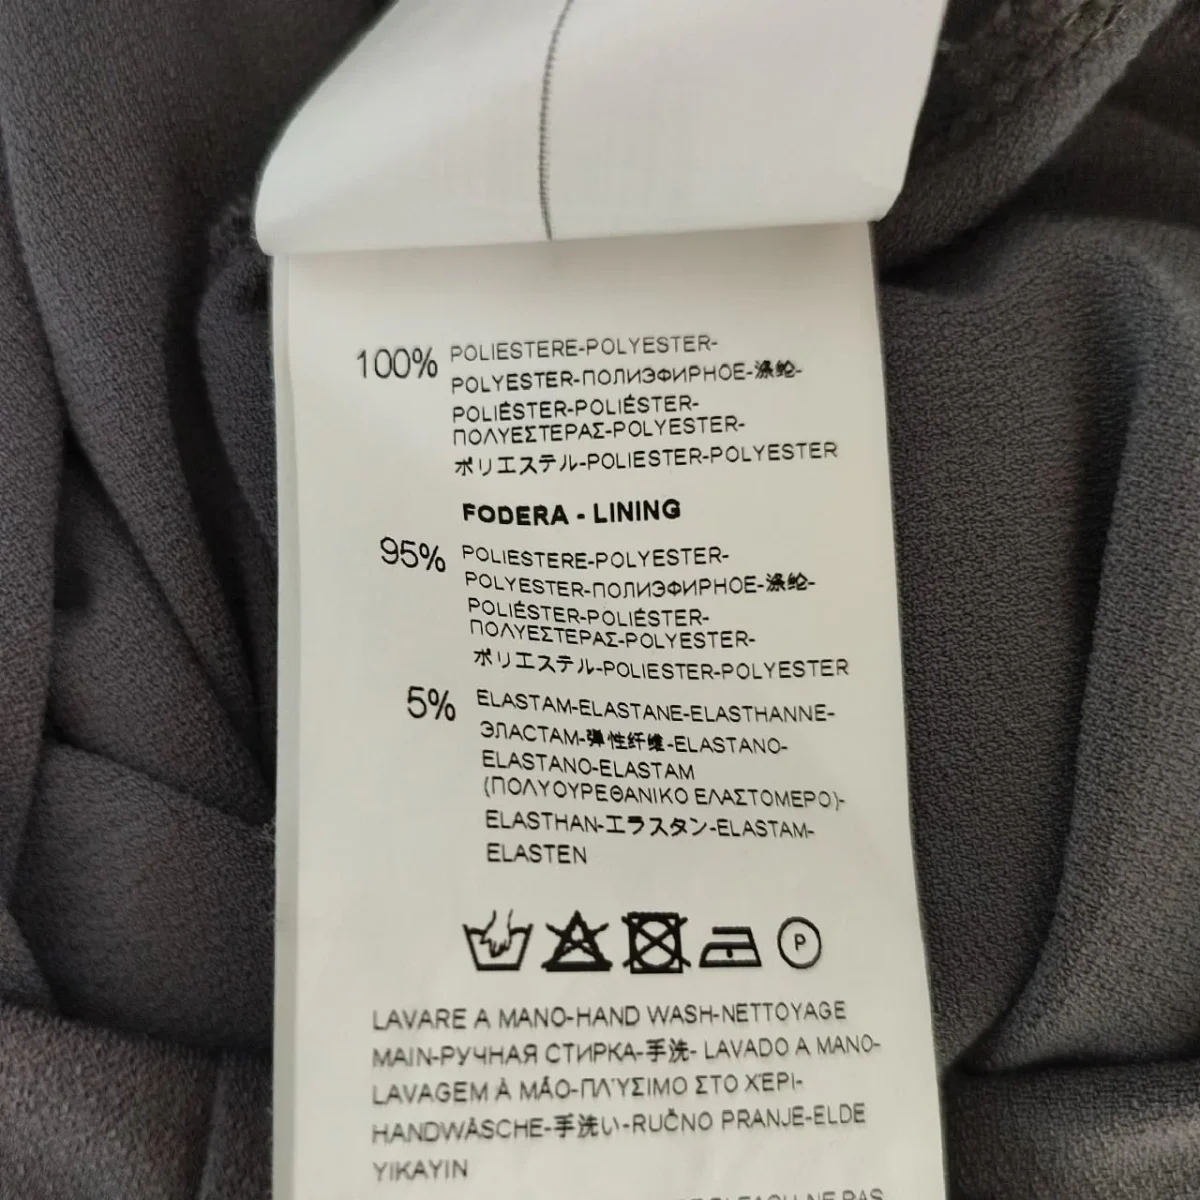 100% POLIESTERE-POLYESTER-
POLYESTER-ПОЛИЭФИРНОЕ-涤纶-
POLIÉSTER-POLIÉSTER-
ΠΟΛΥΕΣΤΕΡΑΣ-POLYESTER-
ポリエステル-POLIESTER-POLYESTER
FODERA - LINING
95% POLIESTERE-POLYESTER-
POLYESTER-ПОЛИЭФИРНОЕ-涤纶-
POLIÉSTER-POLIÉSTER-
ΠΟΛΥΕΣΤΕΡΑΣ-POLYESTER-
ポリエステル-POLIESTER-POLYESTER
5% ELASTAM-ELASTANE-ELASTHANNE-
ЭЛАСТАМ-弹性纤维-ELASTANO-
ELASTANO-ELASTAM
(ΠΟΛΥΟΥΡΕΘΑΝΙΚΟ ΕΛΑΣΤΟΜΕΡΟ)-
ELASTHAN-エラスタン-ELASTAM-
ELASTEN
P
LAVARE A MANO-HAND WASH-NETTOYAGE
MAIN-РУЧНАЯ СТИРКА-手洗- LAVADO A MANO-
LAVAGEM À MÃO-ΠΛΎΣΙΜΟ ΣΤΟ ΧΈΡΙ-
HANDWÄSCHE-手洗い-RUČNO PRANJE-ELDE
YIKAYIN
NE PAS